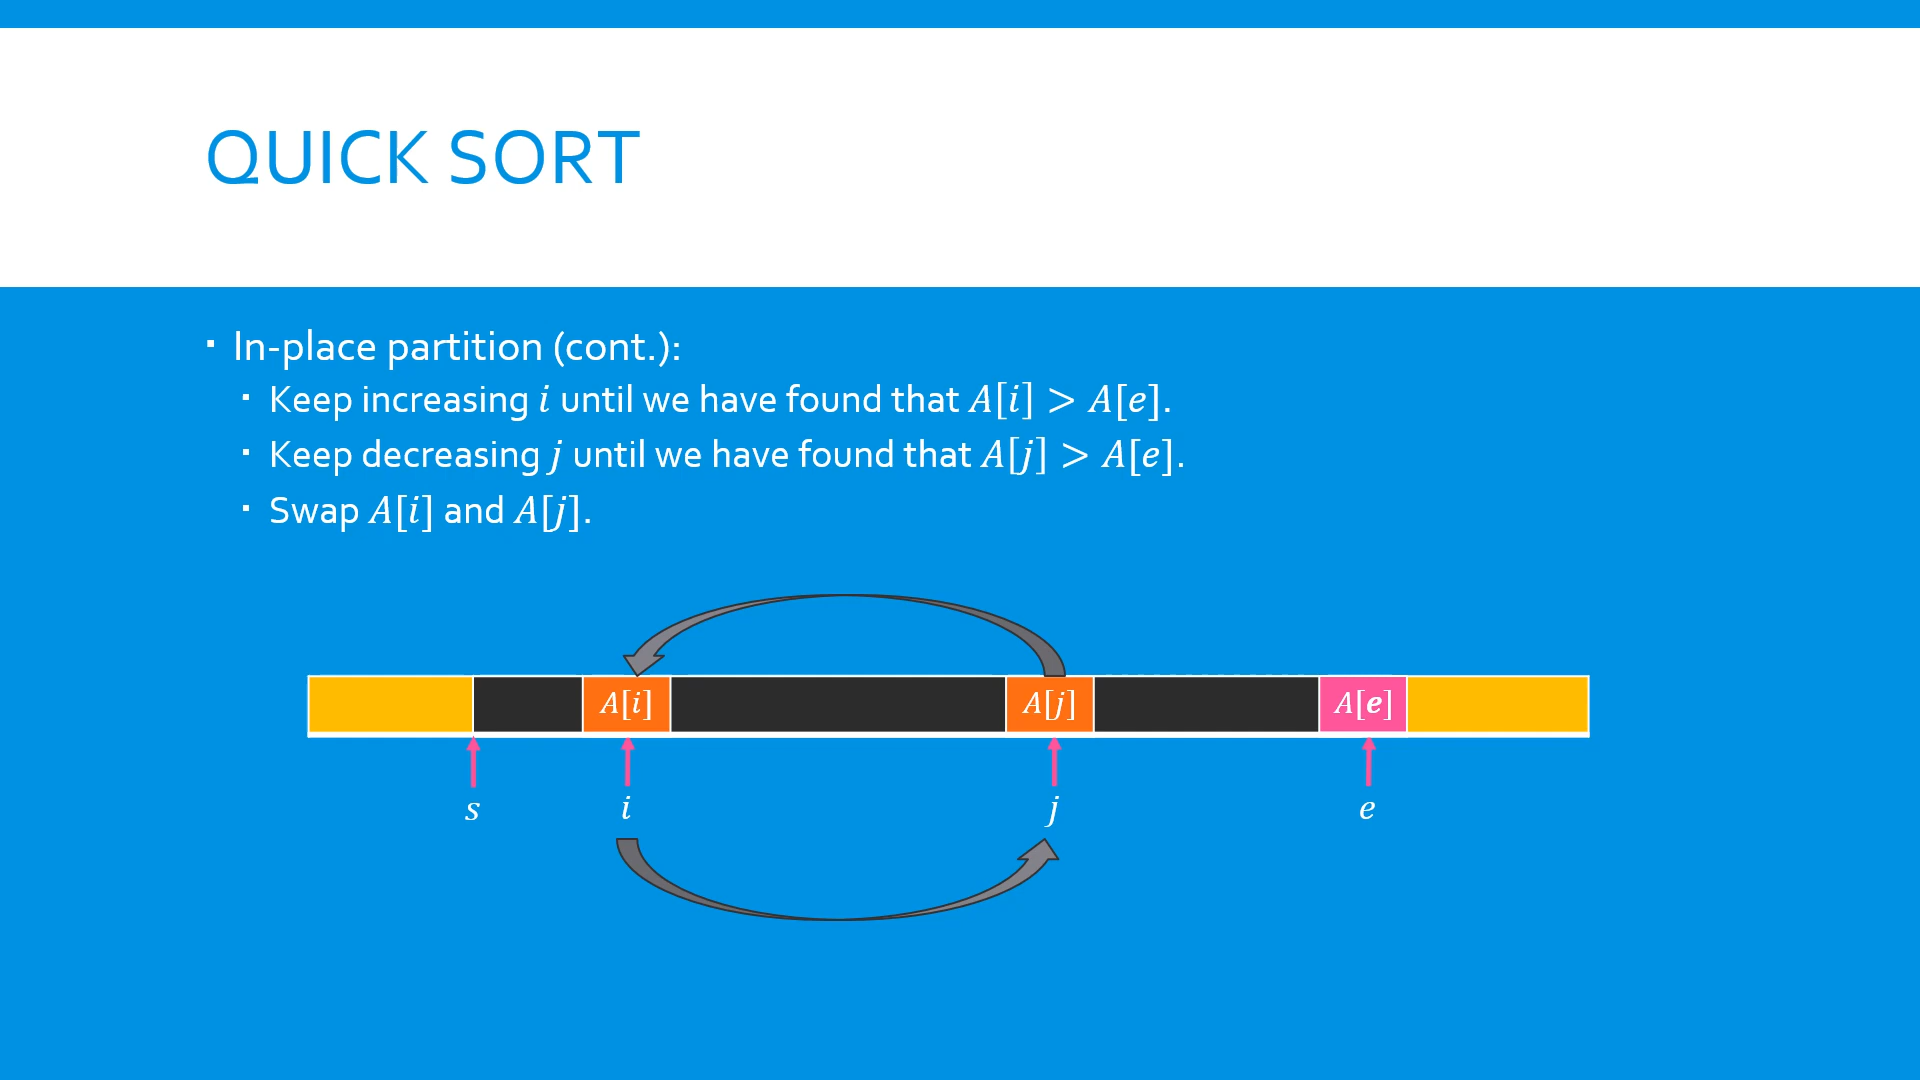 QUICK SORT
▪ In-place partition (cont.):
▪ Keep increasing i until we have found that A[i] > A[e].
▪ Keep decreasing j until we have found that A[j] > A[e].
▪ Swap A[i] and A[j].
A[i] A[j] A[e]
s i j e